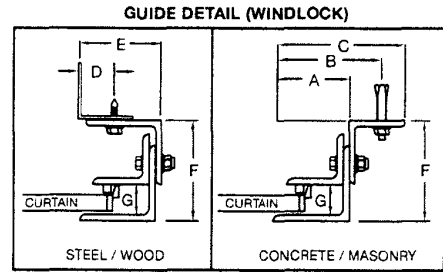 GUIDE DETAIL (WINDLOCK)
E
D
F
G
CURTAIN
STEEL / WOOD
C
B
A
F
G
CURTAIN
CONCRETE / MASONRY